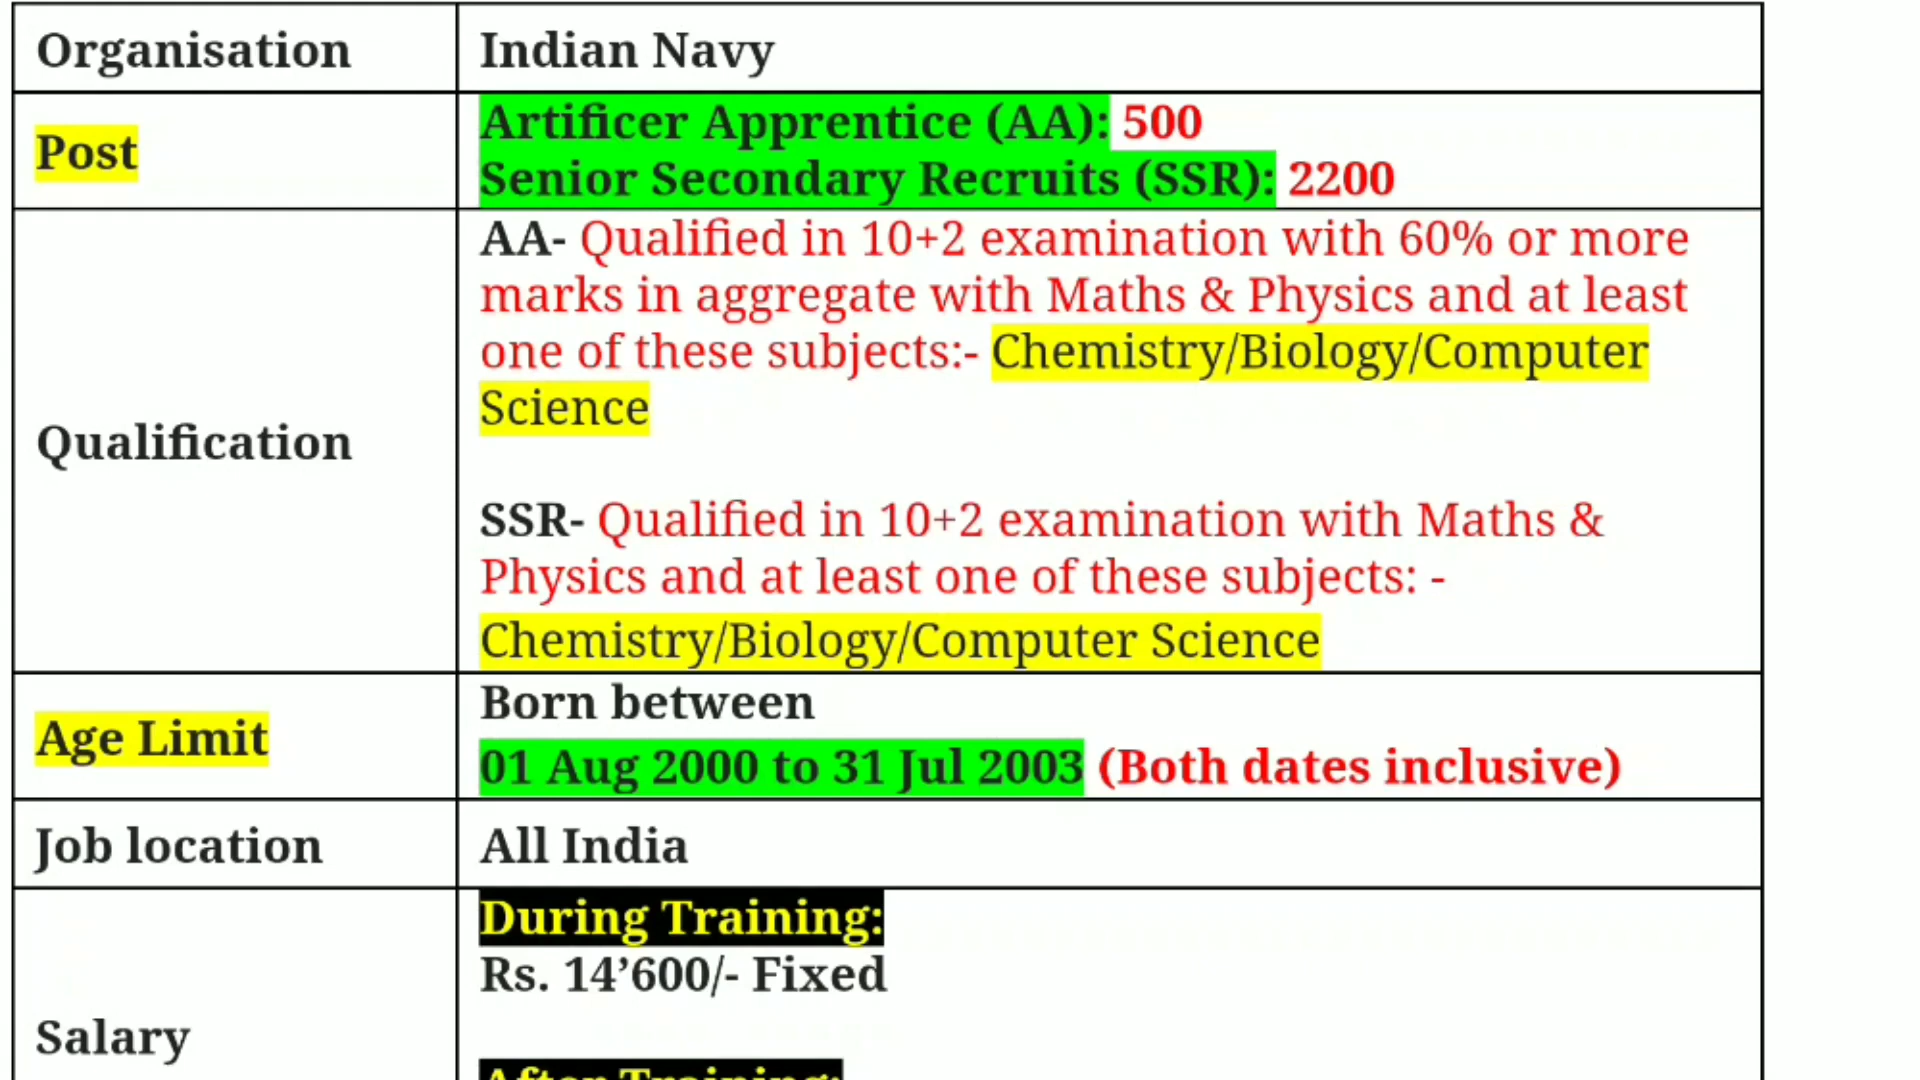 Organisation
Indian Navy
Post
Artificer Apprentice (AA): 500
Senior Secondary Recruits (SSR): 2200
Qualification
AA- Qualified in 10+2 examination with 60% or more
marks in aggregate with Maths & Physics and at least
one of these subjects:- Chemistry/Biology/Computer
Science
SSR- Qualified in 10+2 examination with Maths &
Physics and at least one of these subjects: -
Chemistry/Biology/Computer Science
Age Limit
Born between
01 Aug 2000 to 31 Jul 2003 (Both dates inclusive)
Job location
All India
Salary
During Training:
Rs. 14’600/- Fixed
After Training: